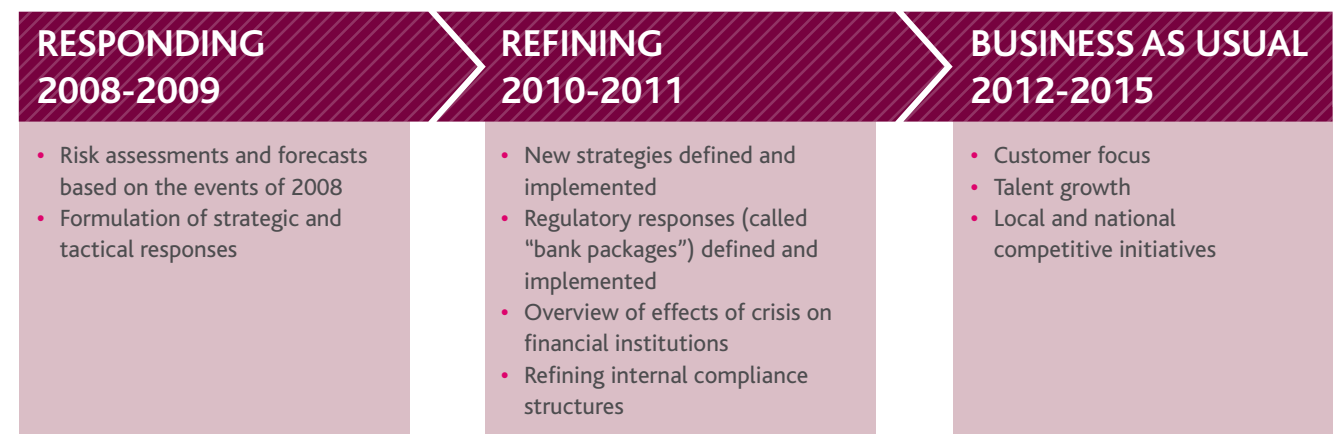 RESPONDING
2008-2009
• Risk assessments and forecasts
based on the events of 2008
• Formulation of strategic and
tactical responses
REFINING
2010-2011
• New strategies defined and
implemented
• Regulatory responses (called
“bank packages”) defined and
implemented
• Overview of effects of crisis on
financial institutions
• Refining internal compliance
structures
BUSINESS AS USUAL
2012-2015
• Customer focus
• Talent growth
• Local and national
competitive initiatives